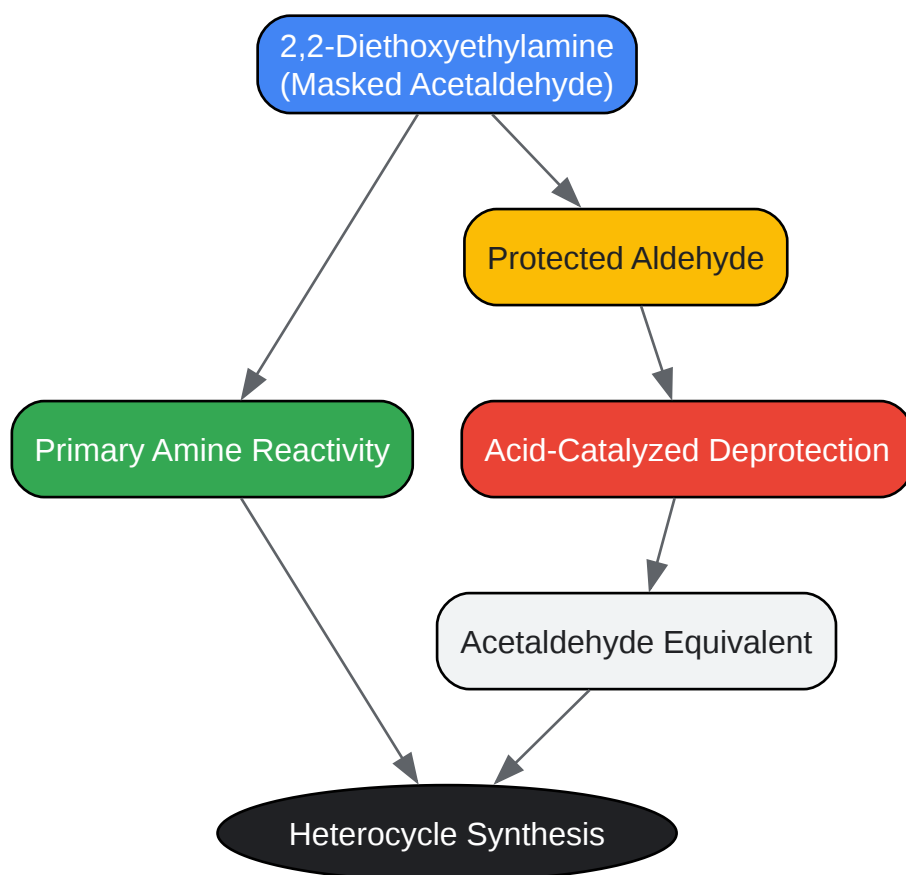 2,2-Diethoxyethylamine
(Masked Acetaldehyde)
Protected Aldehyde
Primary Amine Reactivity
Acid-Catalyzed Deprotection
Acetaldehyde Equivalent
Heterocycle Synthesis